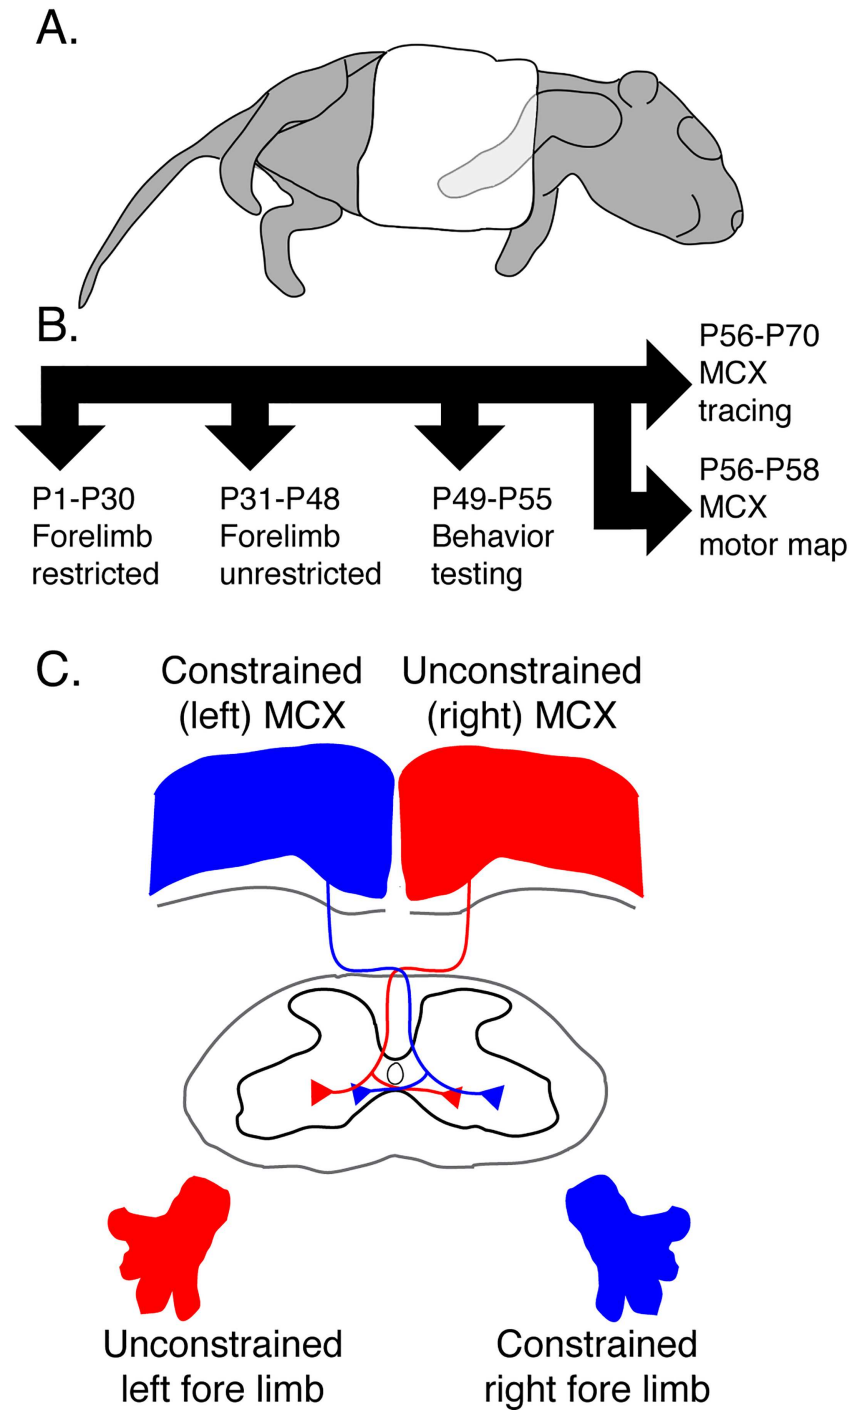 A.
B.
P56-P70
MCX
tracing
P56-P58
MCX
motor map
P1-P30
Forelimb
restricted
P31-P48
Forelimb
unrestricted
P49-P55
Behavior
testing
C.
Constrained
(left) MCX
Unconstrained
(right) MCX
Unconstrained
left fore limb
Constrained
right fore limb